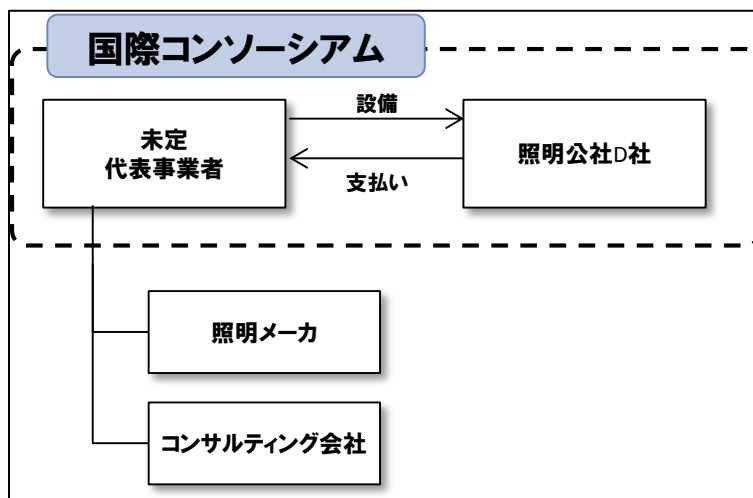 国際コンソーシアム
未定
代表事業者
設備
支払い
照明公社D社
照明メーカ
コンサルティング会社